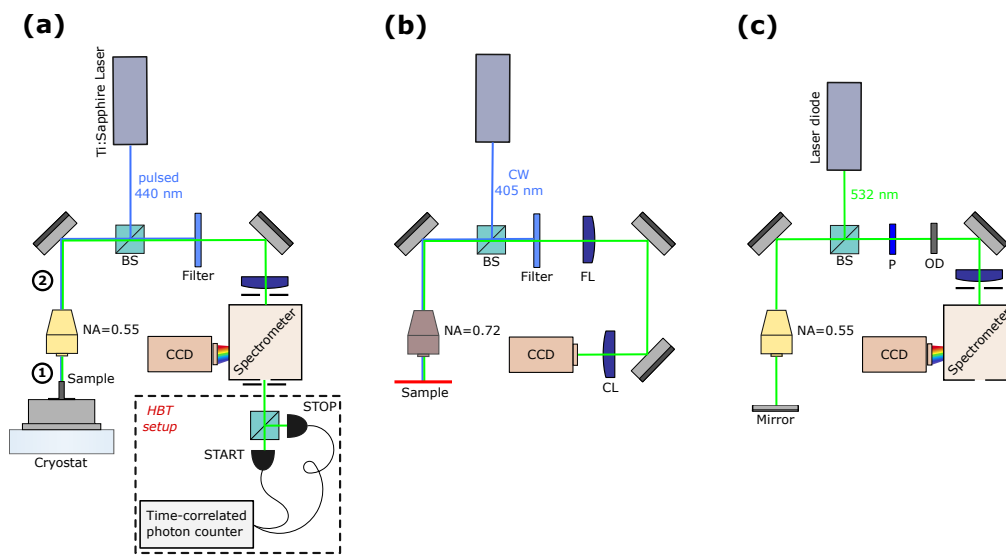 (a)
Ti:Sapphire Laser
pulsed
440 nm
BS
Filter
2
NA=0.55
1
Sample
Cryostat
CCD
Spectrometer
HBT
setup
STOP
START
Time-correlated
photon counter
(b)
CW
405 nm
BS
Filter
FL
NA=0.72
Sample
CCD
CL
(c)
Laser diode
532 nm
BS
P
OD
NA=0.55
Mirror
CCD
Spectrometer